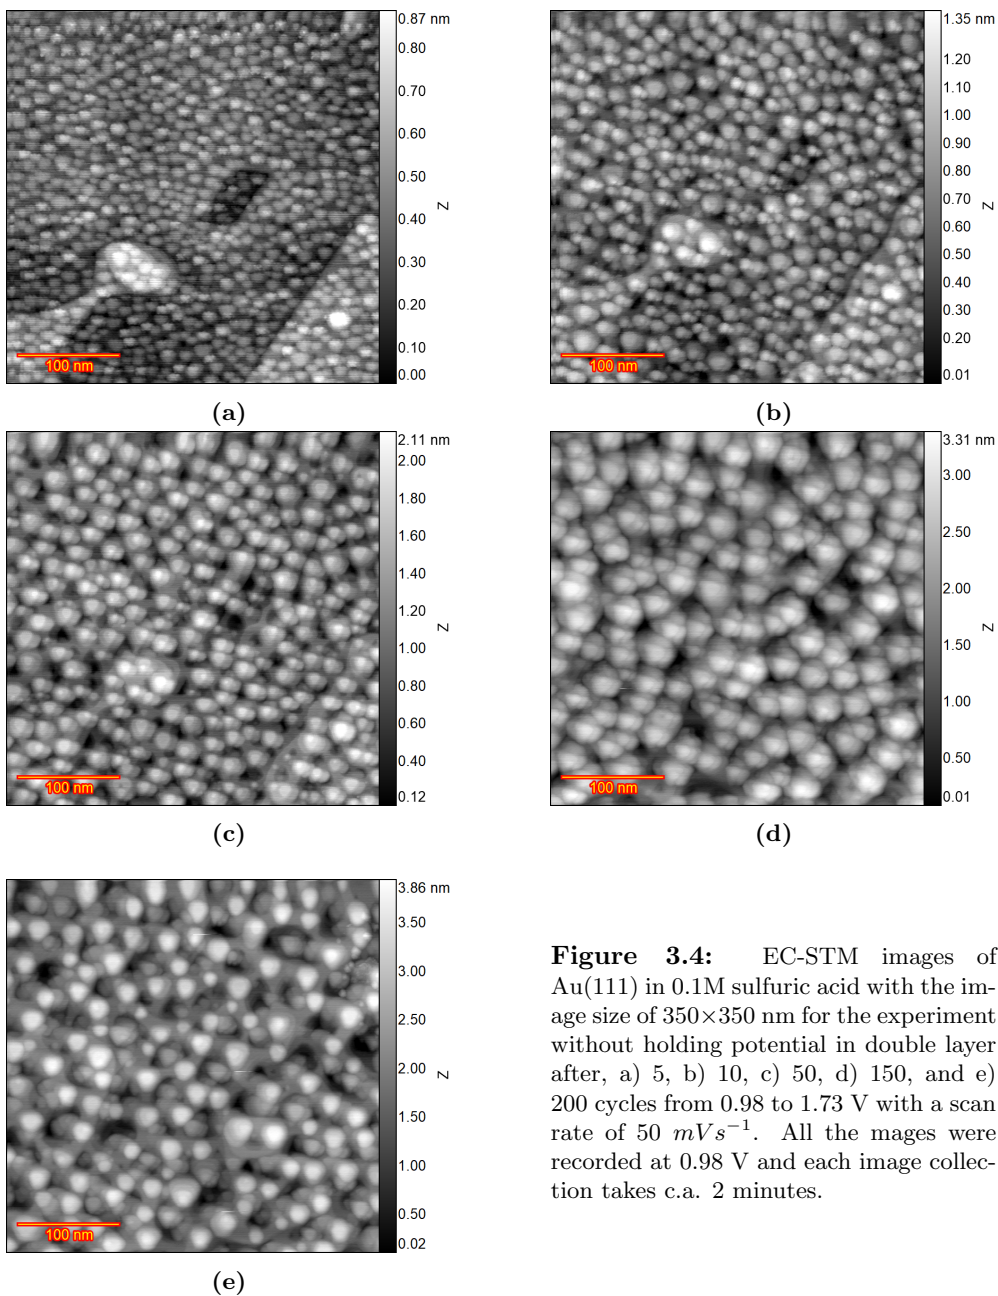 0.87 nm
0.80
0.70
0.60
0.50
0.40
0.30
0.20
0.10
0.00
Z
100 nm
(a)
1.35 nm
1.20
1.10
1.00
0.90
0.80
0.70
0.60
0.50
0.40
0.30
0.20
0.01
Z
100 nm
(b)
2.11 nm
2.00
1.80
1.60
1.40
1.20
1.00
0.80
0.60
0.40
0.12
Z
100 nm
(c)
3.31 nm
3.00
2.50
2.00
1.50
1.00
0.50
0.01
Z
100 nm
(d)
3.86 nm
3.50
3.00
2.50
2.00
1.50
1.00
0.50
0.02
Z
100 nm
(e)
Figure 3.4: EC-STM images of
Au(111) in 0.1M sulfuric acid with the im-
age size of 350×350 nm for the experiment
without holding potential in double layer
after, a) 5, b) 10, c) 50, d) 150, and e)
200 cycles from 0.98 to 1.73 V with a scan
rate of 50 mVs⁻¹. All the mages were
recorded at 0.98 V and each image collec-
tion takes c.a. 2 minutes.